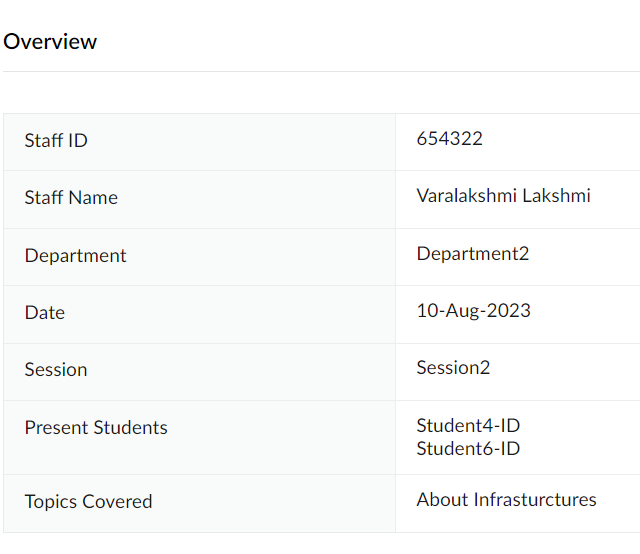 Overview
Staff ID 654322
Staff Name Varalakshmi Lakshmi
Department Department2
Date 10-Aug-2023
Session Session2
Present Students Student4-ID
Student6-ID
Topics Covered About Infrasturctures